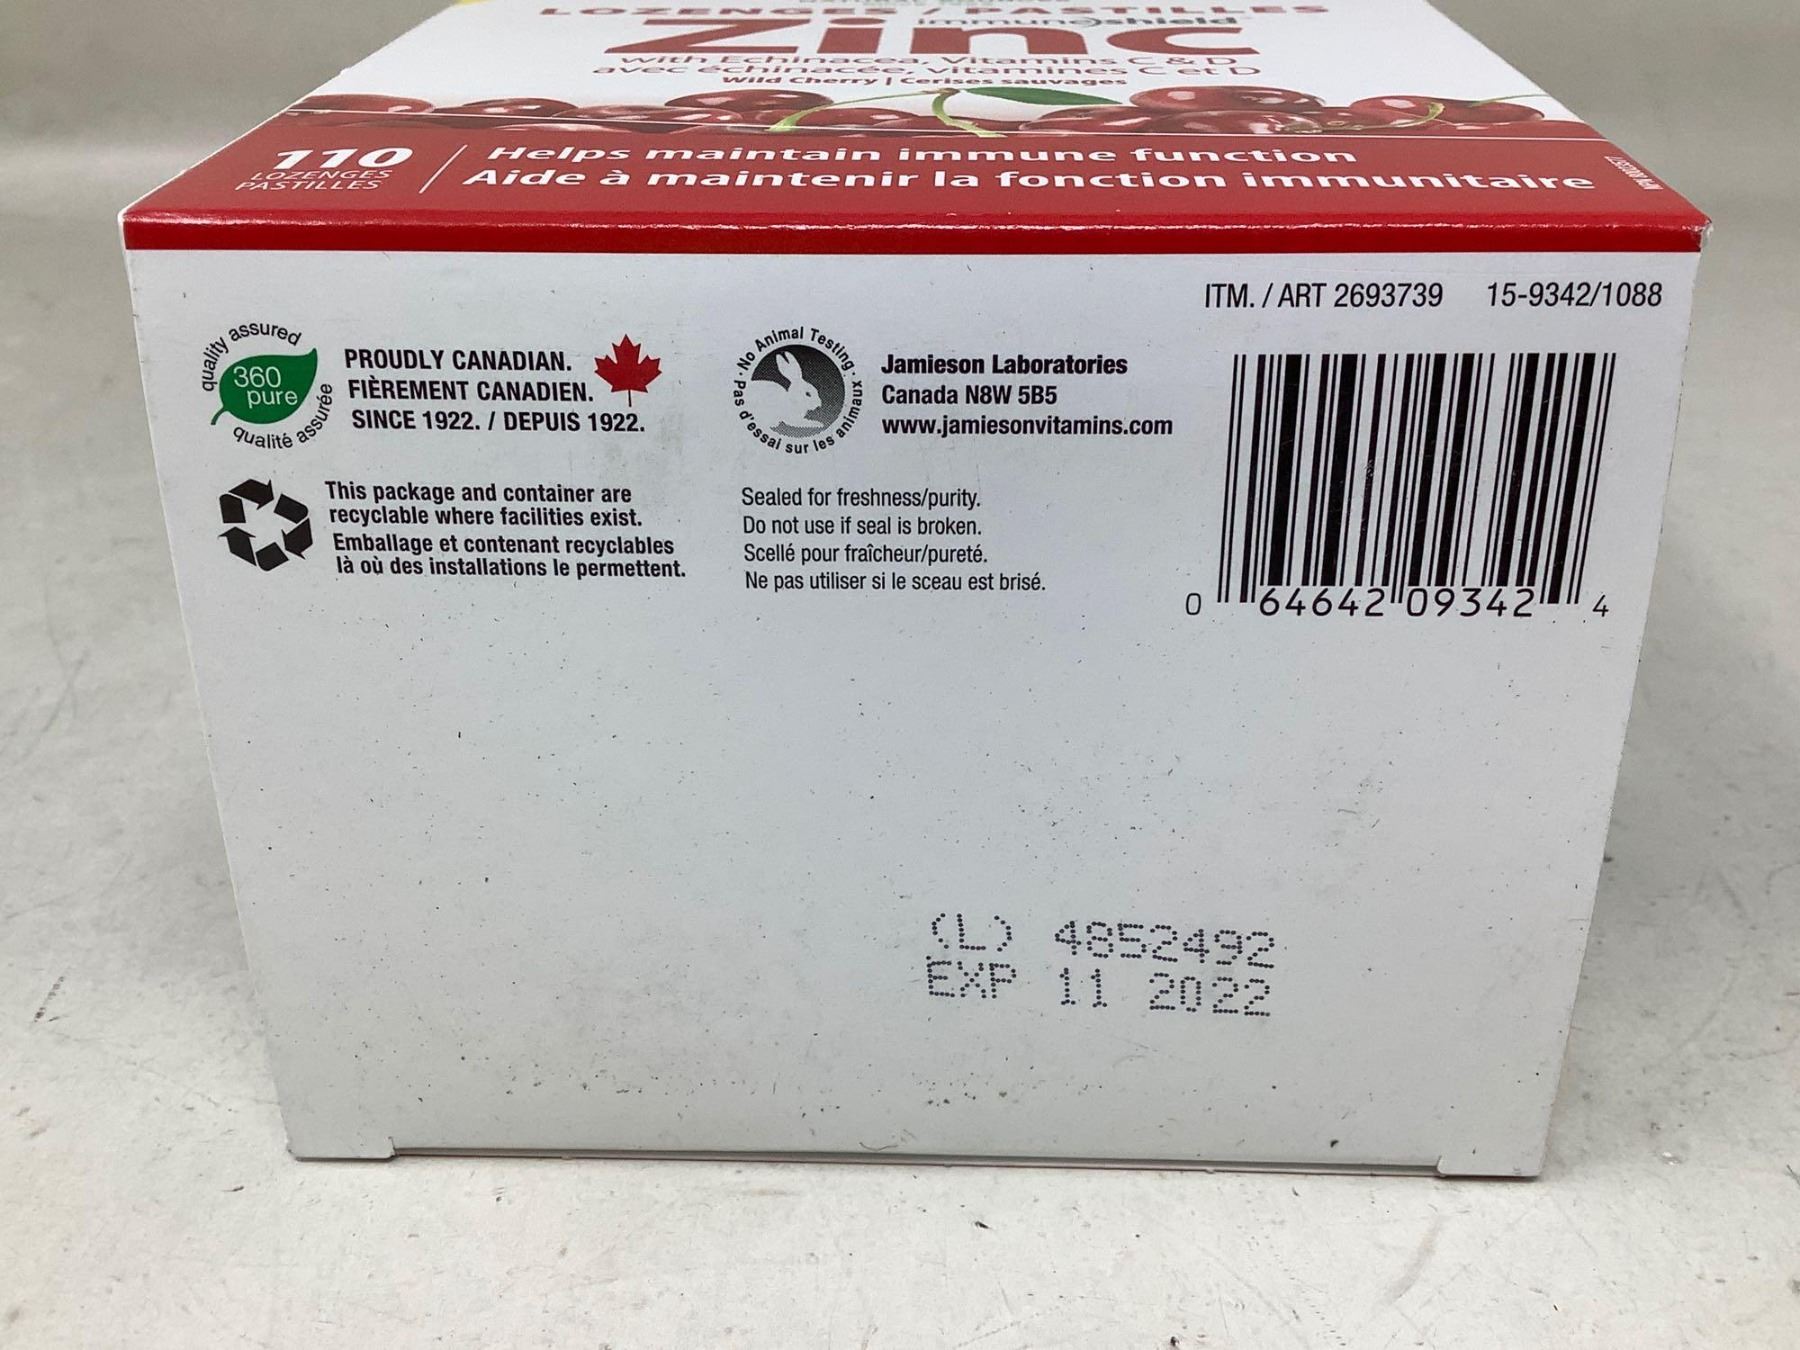 LOZENGES / PASTILLES
immuneshield
Zinc
with Echinacea, Vitamins C & D
avec échinacée, vitamines C et D
Wild Cherry | Cerises sauvages
110
LOZENGES
PASTILLES
Helps maintain immune function
Aide à maintenir la fonction immunitaire
ITM. / ART 2693739 15-9342/1088
quality assured
360
pure
qualité assurée
PROUDLY CANADIAN.
FIÈREMENT CANADIEN.
SINCE 1922. / DEPUIS 1922.
No Animal Testing.
Pas d'essai sur les animaux
Jamieson Laboratories
Canada N8W 5B5
www.jamiesonvitamins.com
This package and container are
recyclable where facilities exist.
Emballage et contenant recyclables
là où des installations le permettent.
Sealed for freshness/purity.
Do not use if seal is broken.
Scellé pour fraîcheur/pureté.
Ne pas utiliser si le sceau est brisé.
0 64642 09342 4
(L) 4852492
EXP 11 2022